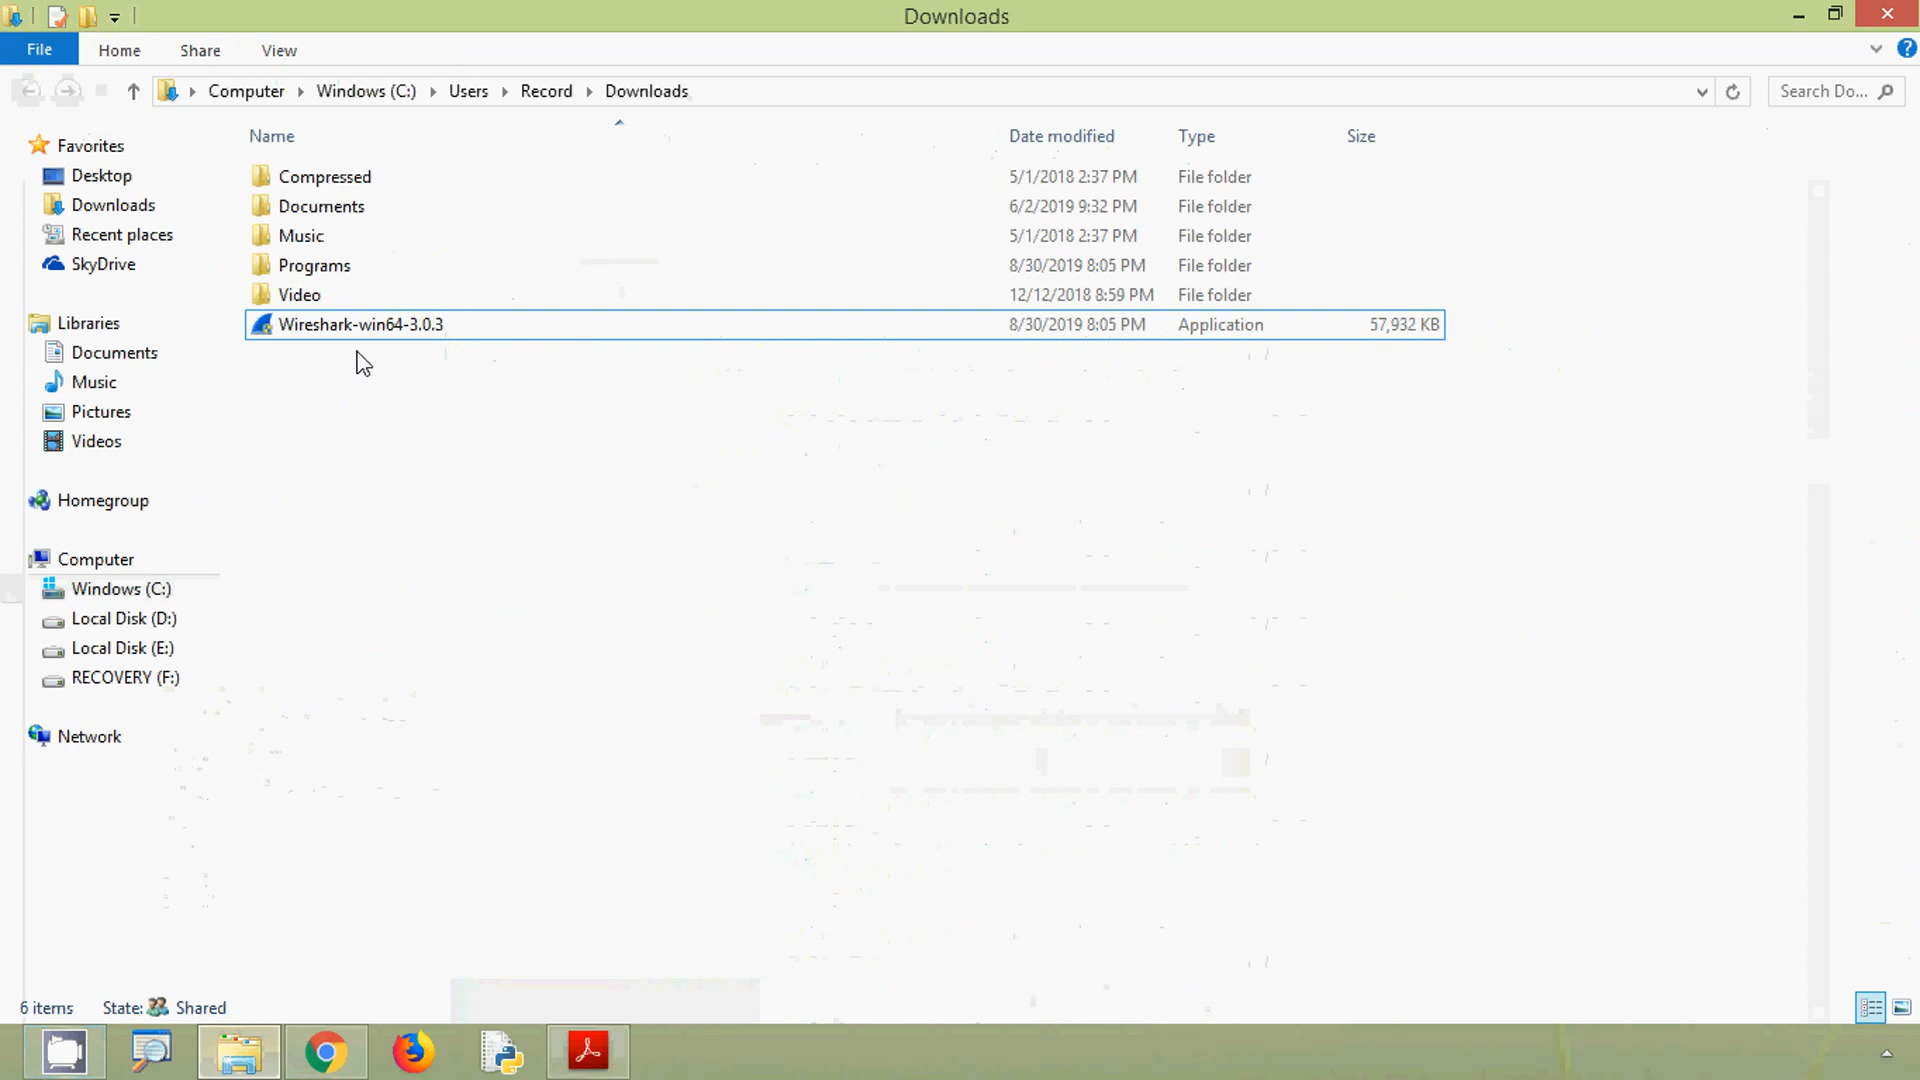 Downloads
File Home Share View
Computer Windows (C:) Users Record Downloads Search Do...
Name Date modified Type Size
Favorites
Desktop
Downloads
Recent places
SkyDrive
Libraries
Documents
Music
Pictures
Videos
Homegroup
Computer
Windows (C:)
Local Disk (D:)
Local Disk (E:)
RECOVERY (F:)
Network
Compressed 5/1/2018 2:37 PM File folder
Documents 6/2/2019 9:32 PM File folder
Music 5/1/2018 2:37 PM File folder
Programs 8/30/2019 8:05 PM File folder
Video 12/12/2018 8:59 PM File folder
Wireshark-win64-3.0.3 8/30/2019 8:05 PM Application 57,932 KB
6 items State: Shared